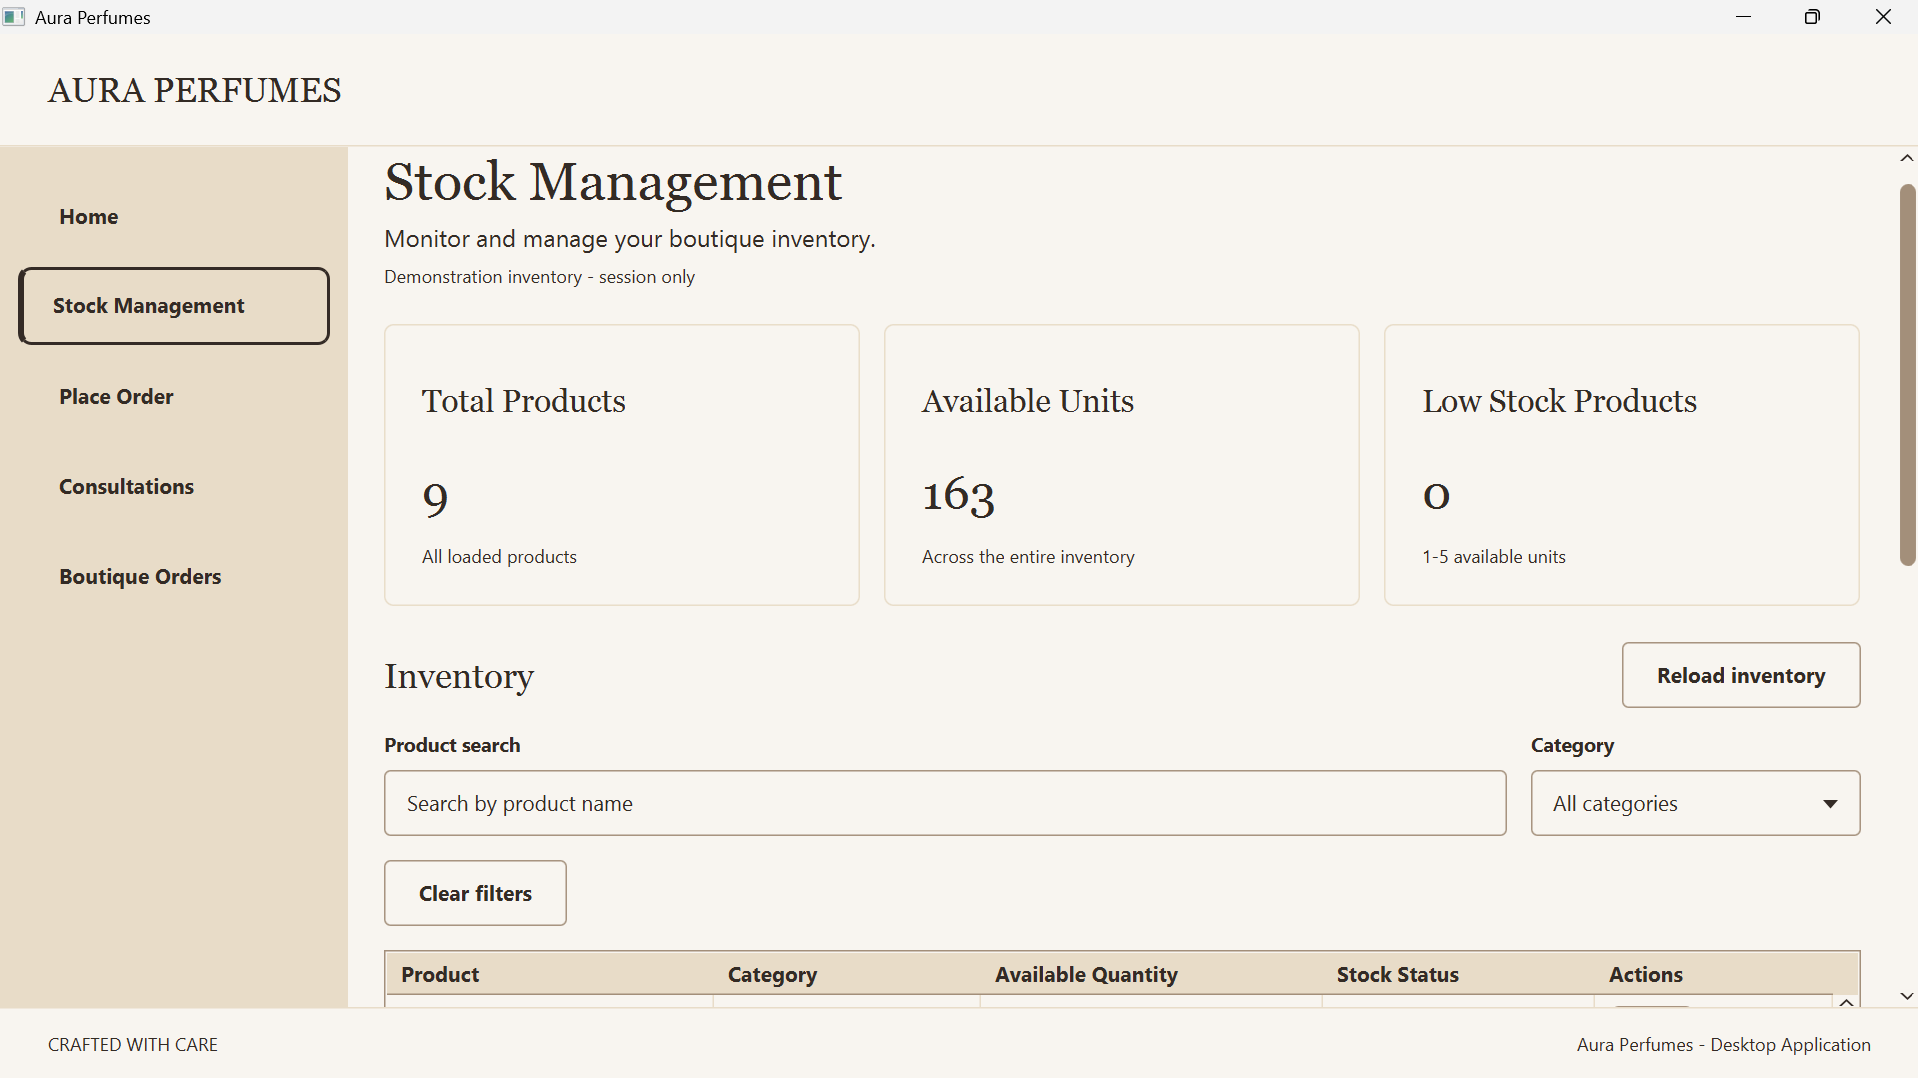 Aura Perfumes
AURA PERFUMES
Home
Stock Management
Place Order
Consultations
Boutique Orders
Stock Management
Monitor and manage your boutique inventory.
Demonstration inventory - session only
Total Products
9
All loaded products
Available Units
163
Across the entire inventory
Low Stock Products
0
1-5 available units
Inventory
Reload inventory
Product search
Search by product name
Category
All categories
Clear filters
Product Category Available Quantity Stock Status Actions
CRAFTED WITH CARE
Aura Perfumes - Desktop Application